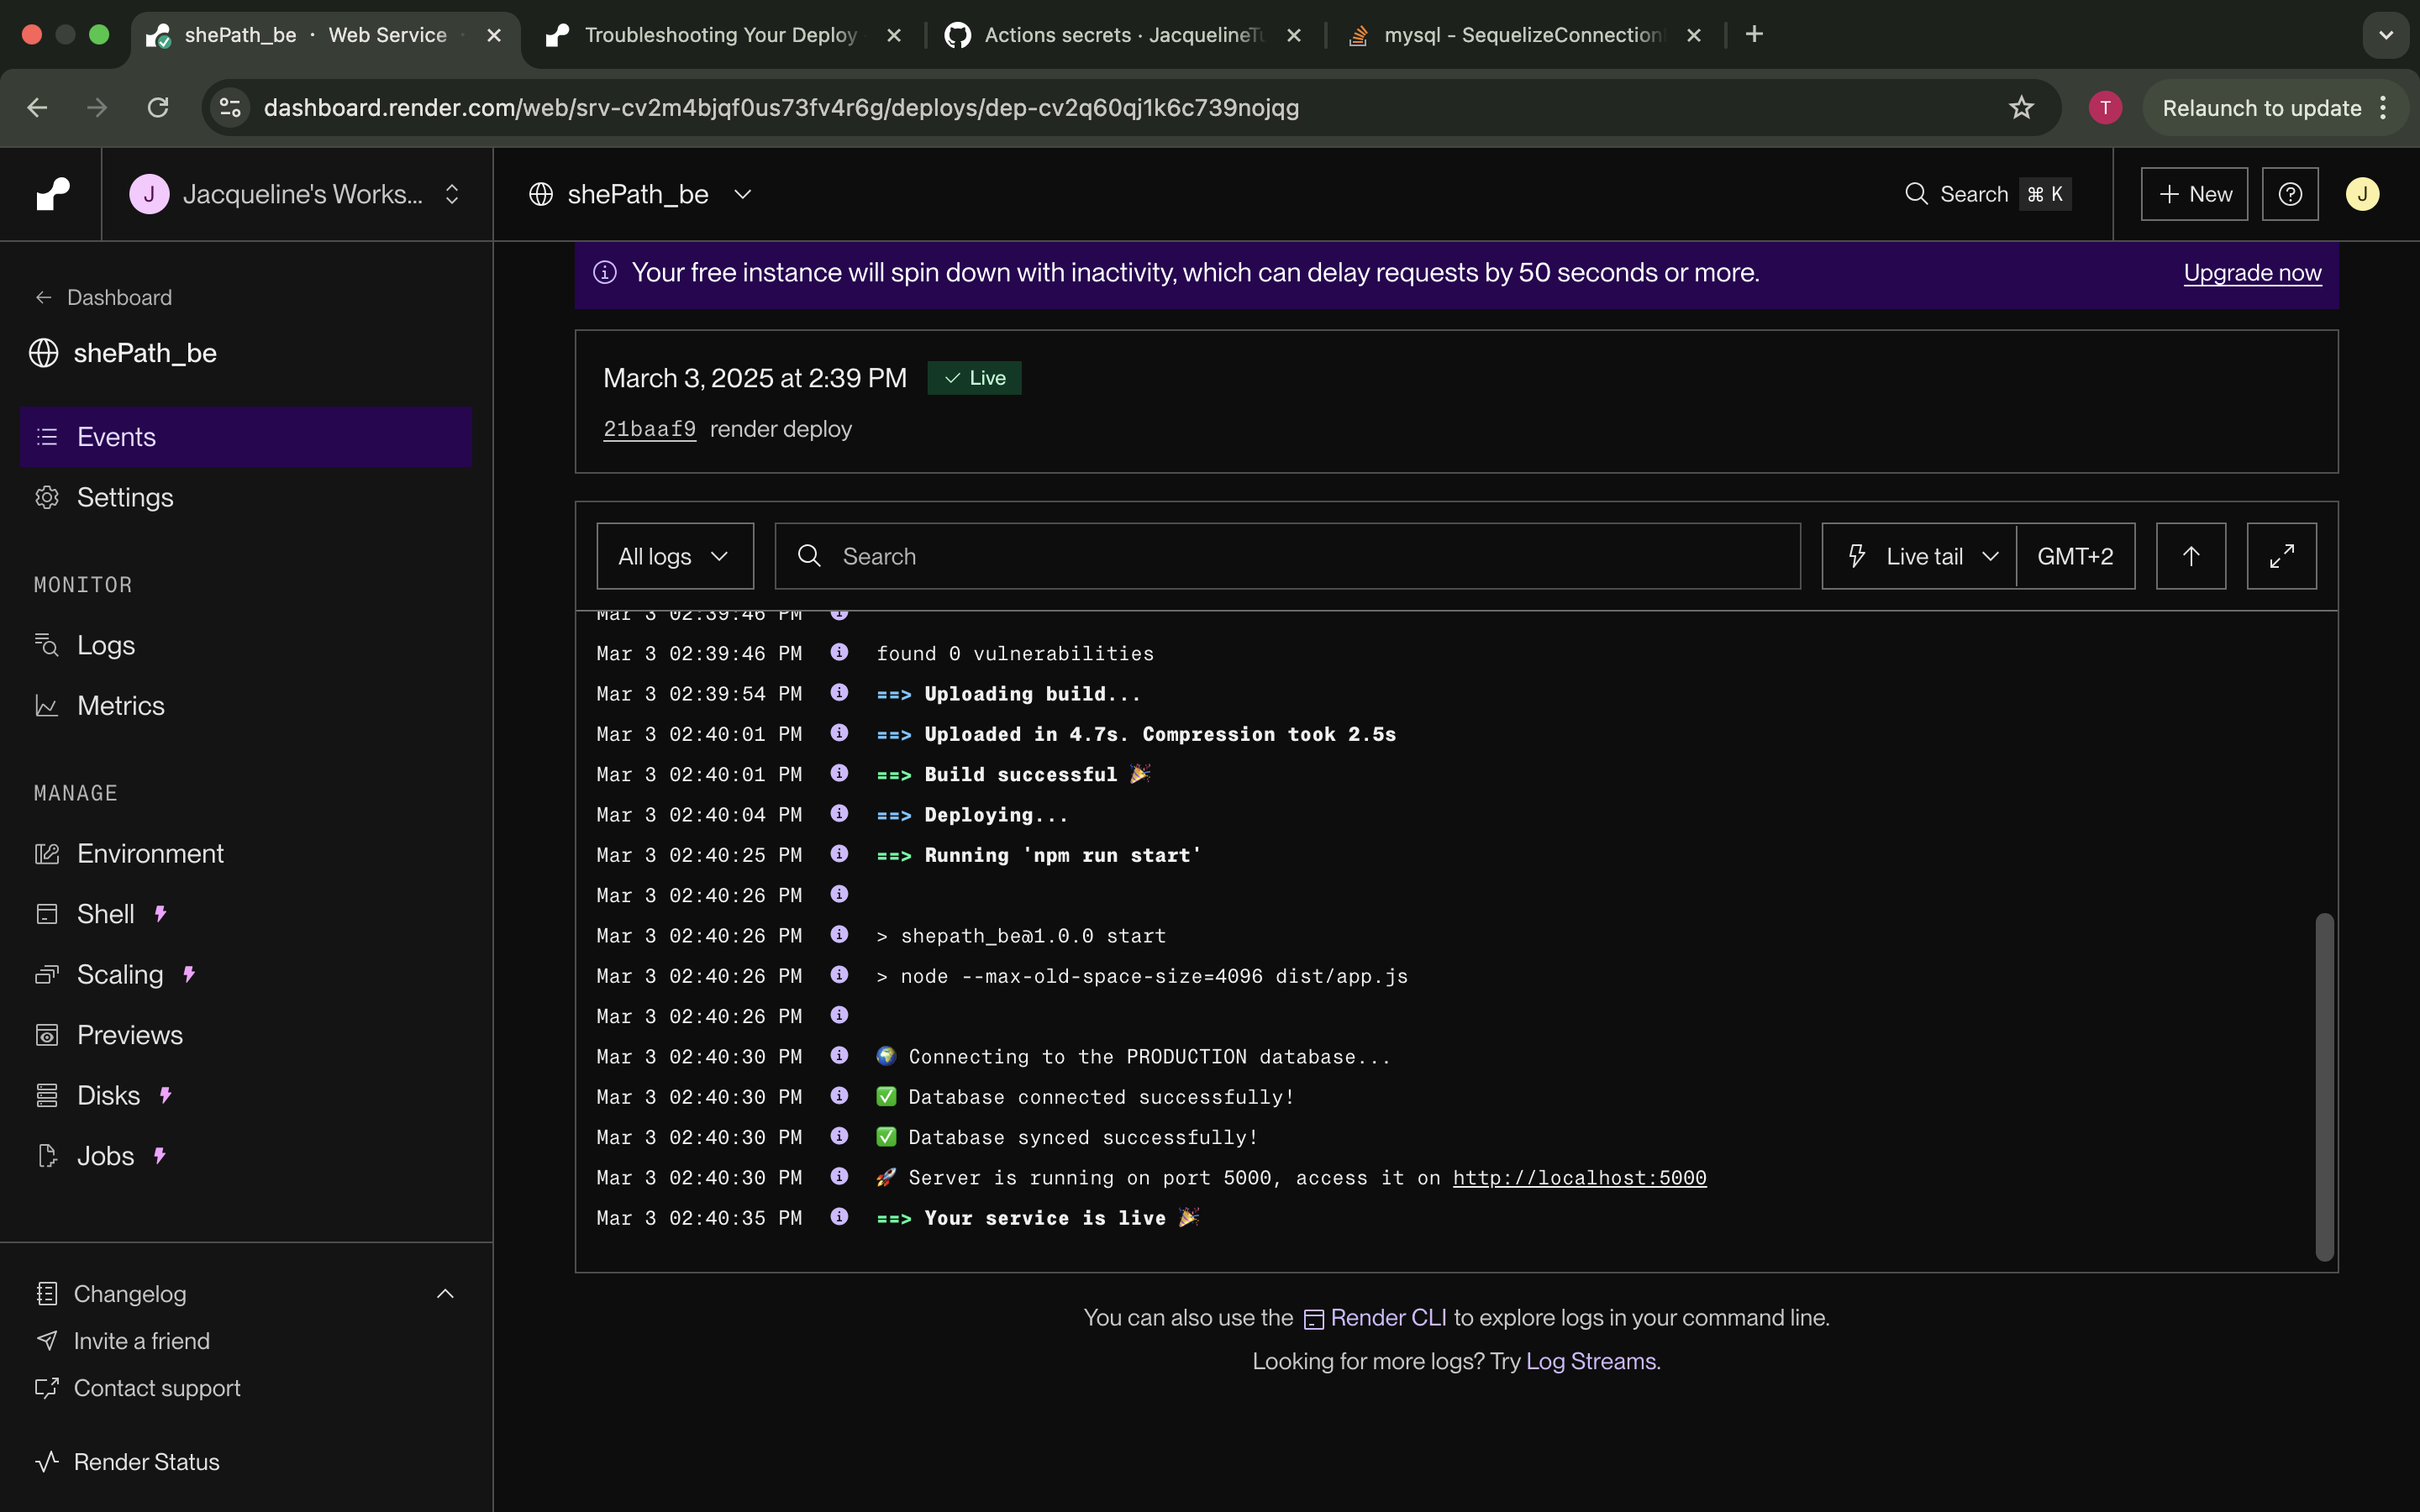 shePath_be · Web Service
Troubleshooting Your Deploy
Actions secrets · JacquelineTu
mysql - SequelizeConnection
dashboard.render.com/web/srv-cv2m4bjqf0us73fv4r6g/deploys/dep-cv2q60qj1k6c739nojqg
T
Relaunch to update
J
Jacqueline's Works...
shePath_be
Search
⌘ K
+ New
J
Dashboard
shePath_be
Events
Settings
MONITOR
Logs
Metrics
MANAGE
Environment
Shell
Scaling
Previews
Disks
Jobs
Changelog
Invite a friend
Contact support
Render Status
Your free instance will spin down with inactivity, which can delay requests by 50 seconds or more.
Upgrade now
March 3, 2025 at 2:39 PM
Live
21baaf9 render deploy
All logs
Search
Live tail
GMT+2
Mar 3 02:39:46 PM
Mar 3 02:39:46 PM found 0 vulnerabilities
Mar 3 02:39:54 PM ==> Uploading build...
Mar 3 02:40:01 PM ==> Uploaded in 4.7s. Compression took 2.5s
Mar 3 02:40:01 PM ==> Build successful 🎉
Mar 3 02:40:04 PM ==> Deploying...
Mar 3 02:40:25 PM ==> Running 'npm run start'
Mar 3 02:40:26 PM
Mar 3 02:40:26 PM > shepath_be@1.0.0 start
Mar 3 02:40:26 PM > node --max-old-space-size=4096 dist/app.js
Mar 3 02:40:26 PM
Mar 3 02:40:30 PM 🌍 Connecting to the PRODUCTION database...
Mar 3 02:40:30 PM ✅ Database connected successfully!
Mar 3 02:40:30 PM ✅ Database synced successfully!
Mar 3 02:40:30 PM 🚀 Server is running on port 5000, access it on http://localhost:5000
Mar 3 02:40:35 PM ==> Your service is live 🎉
You can also use the Render CLI to explore logs in your command line.
Looking for more logs? Try Log Streams.